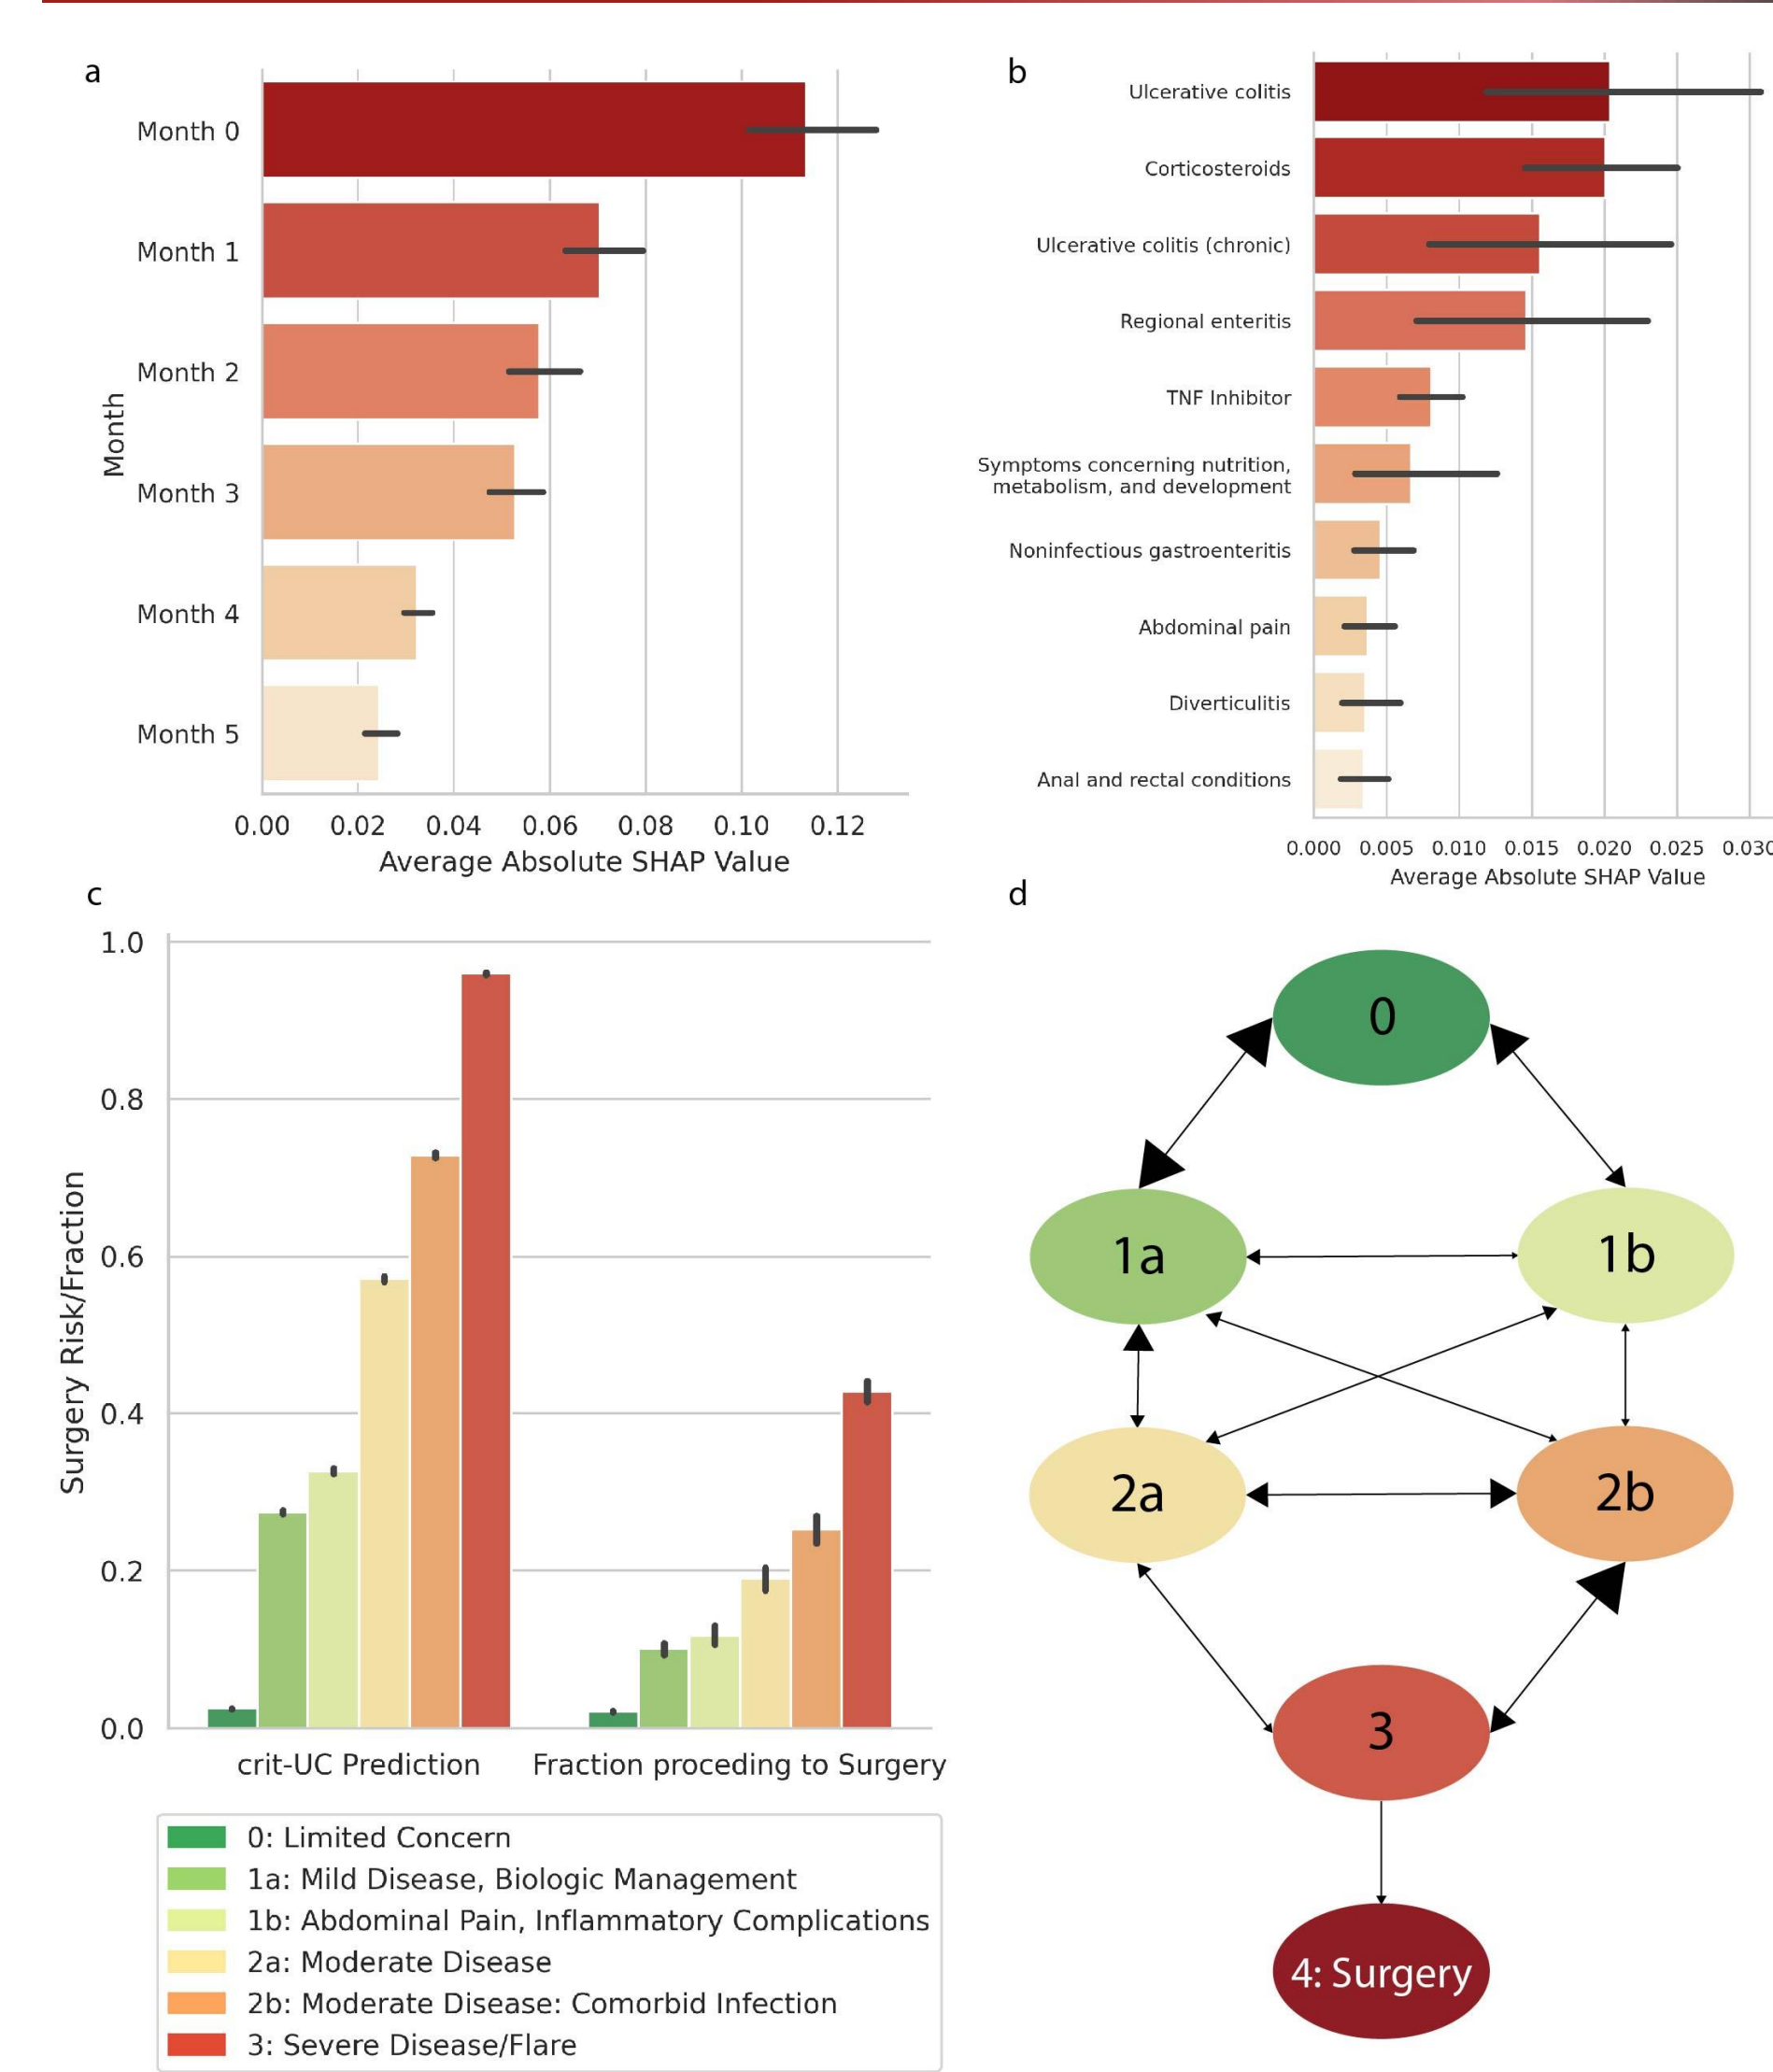 a
Month
Month 0
Month 1
Month 2
Month 3
Month 4
Month 5
0.00 0.02 0.04 0.06 0.08 0.10 0.12
Average Absolute SHAP Value
b
Ulcerative colitis
Corticosteroids
Ulcerative colitis (chronic)
Regional enteritis
TNF Inhibitor
Symptoms concerning nutrition,
metabolism, and development
Noninfectious gastroenteritis
Abdominal pain
Diverticulitis
Anal and rectal conditions
0.000 0.005 0.010 0.015 0.020 0.025 0.030
Average Absolute SHAP Value
c
Surgery Risk/Fraction
1.0
0.8
0.6
0.4
0.2
0.0
crit-UC Prediction Fraction proceding to Surgery
0: Limited Concern
1a: Mild Disease, Biologic Management
1b: Abdominal Pain, Inflammatory Complications
2a: Moderate Disease
2b: Moderate Disease: Comorbid Infection
3: Severe Disease/Flare
d
0
1a 1b
2a 2b
3
4: Surgery